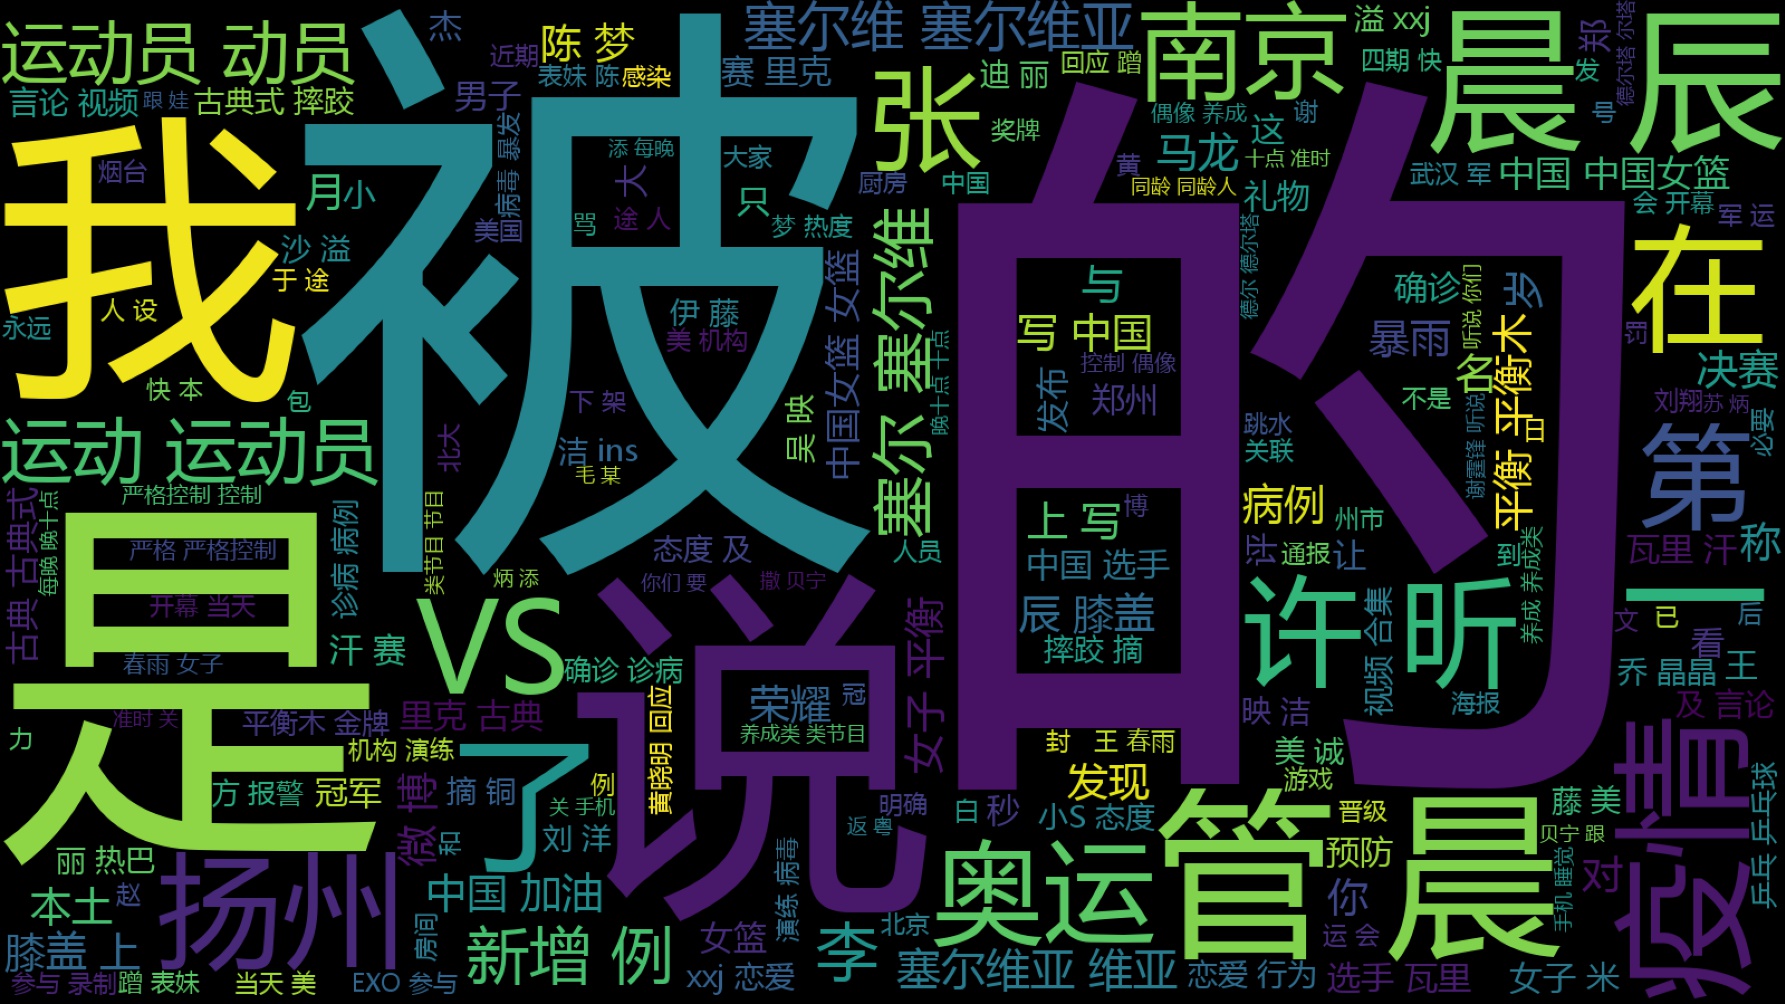 运动员 动员
杰
近期
陈 梦
表妹 陈
感染
塞尔维 塞尔维亚
赛 里克
南京
溢 xxj
四期 快
郑
发
号
德尔塔 尔塔
晨 辰
言论 视频
跟 娃
古典式 摔跤
男子
病毒 暴发
我
被
的
张
迪 丽
回应 蹭
奖牌
偶像 养成
这
谢
马龙
十点 准时
黄
同龄 同龄人
礼物
中国
厨房
武汉 军
中国 中国女篮
会 开幕
军 运
烟台
月
小
添 每晚
大
大家
只
途 人
骂
梦 热度
美国
沙 溢
于 途
人 设
永远
伊 藤
美 机构
中国女篮 女篮
塞尔 塞尔维
晚十点 十点
德尔 德尔塔
与
写 中国
控制 偶像
发布
郑州
确诊
听说 你们
岁
暴雨
名
平衡 平衡木
不是
在
罚
决赛
刘翔
苏 炳
必要
快 本
包
下 架
洁 ins
毛 某
吴 映
跳水
关联
谢霆锋 听说
口
第
运动 运动员
北大
严格控制 控制
古典 古典式
每晚 晚十点
严格 严格控制
诊病 病例
类节目 节目
炳 添
态度 及
你们 要
撒 贝宁
人员
上 写
博
中国 选手
辰 膝盖
摔跤 摘
病例
州市
法
通报
让
到
养成 养成类
瓦里 汗
称
一
是
开幕 当天
春雨 女子
汗 赛
VS
确诊 诊病
说
女子 平衡
许 昕
视频 合集
文
已
后
看
乔 晶晶
王
准时 关
平衡木 金牌
里克 古典
荣耀
冠
养成类 类节目
黄晓明 回应
映 洁
海报
及 言论
力
机构 演练
了
例
关 手机
封
王 春雨
美 诚
游戏
发现
疫情
乒乓 乒乓球
方 报警
冠军
微 博
摘 铜
和
刘 洋
明确
返 粤
白
秒
小S 态度
管 晨
晋级
预防
藤 美
贝宁 跟
手机 睡觉
对
丽 热巴
本土
赵
扬州
中国 加油
房间
演练 病毒
奥运
你
膝盖 上
新增 例
女篮
李
北京
运 会
参与 录制
蹭 表妹
当天 美
EXO 参与
xxj 恋爱
塞尔维亚 维亚
恋爱 行为
选手 瓦里
女子 米